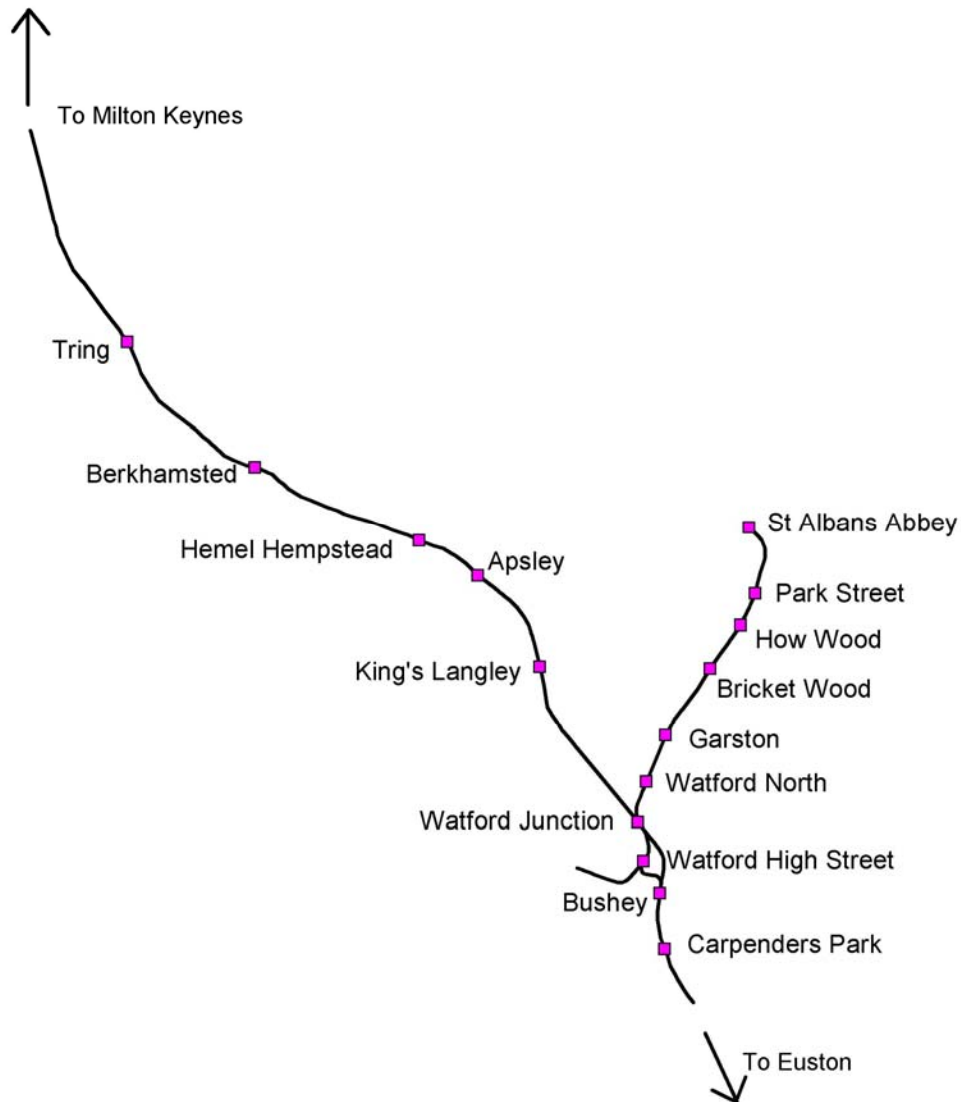 To Milton Keynes
Tring
Berkhamsted
St Albans Abbey
Hemel Hempstead
Apsley
Park Street
How Wood
King's Langley
Bricket Wood
Garston
Watford North
Watford Junction
Watford High Street
Bushey
Carpenders Park
To Euston